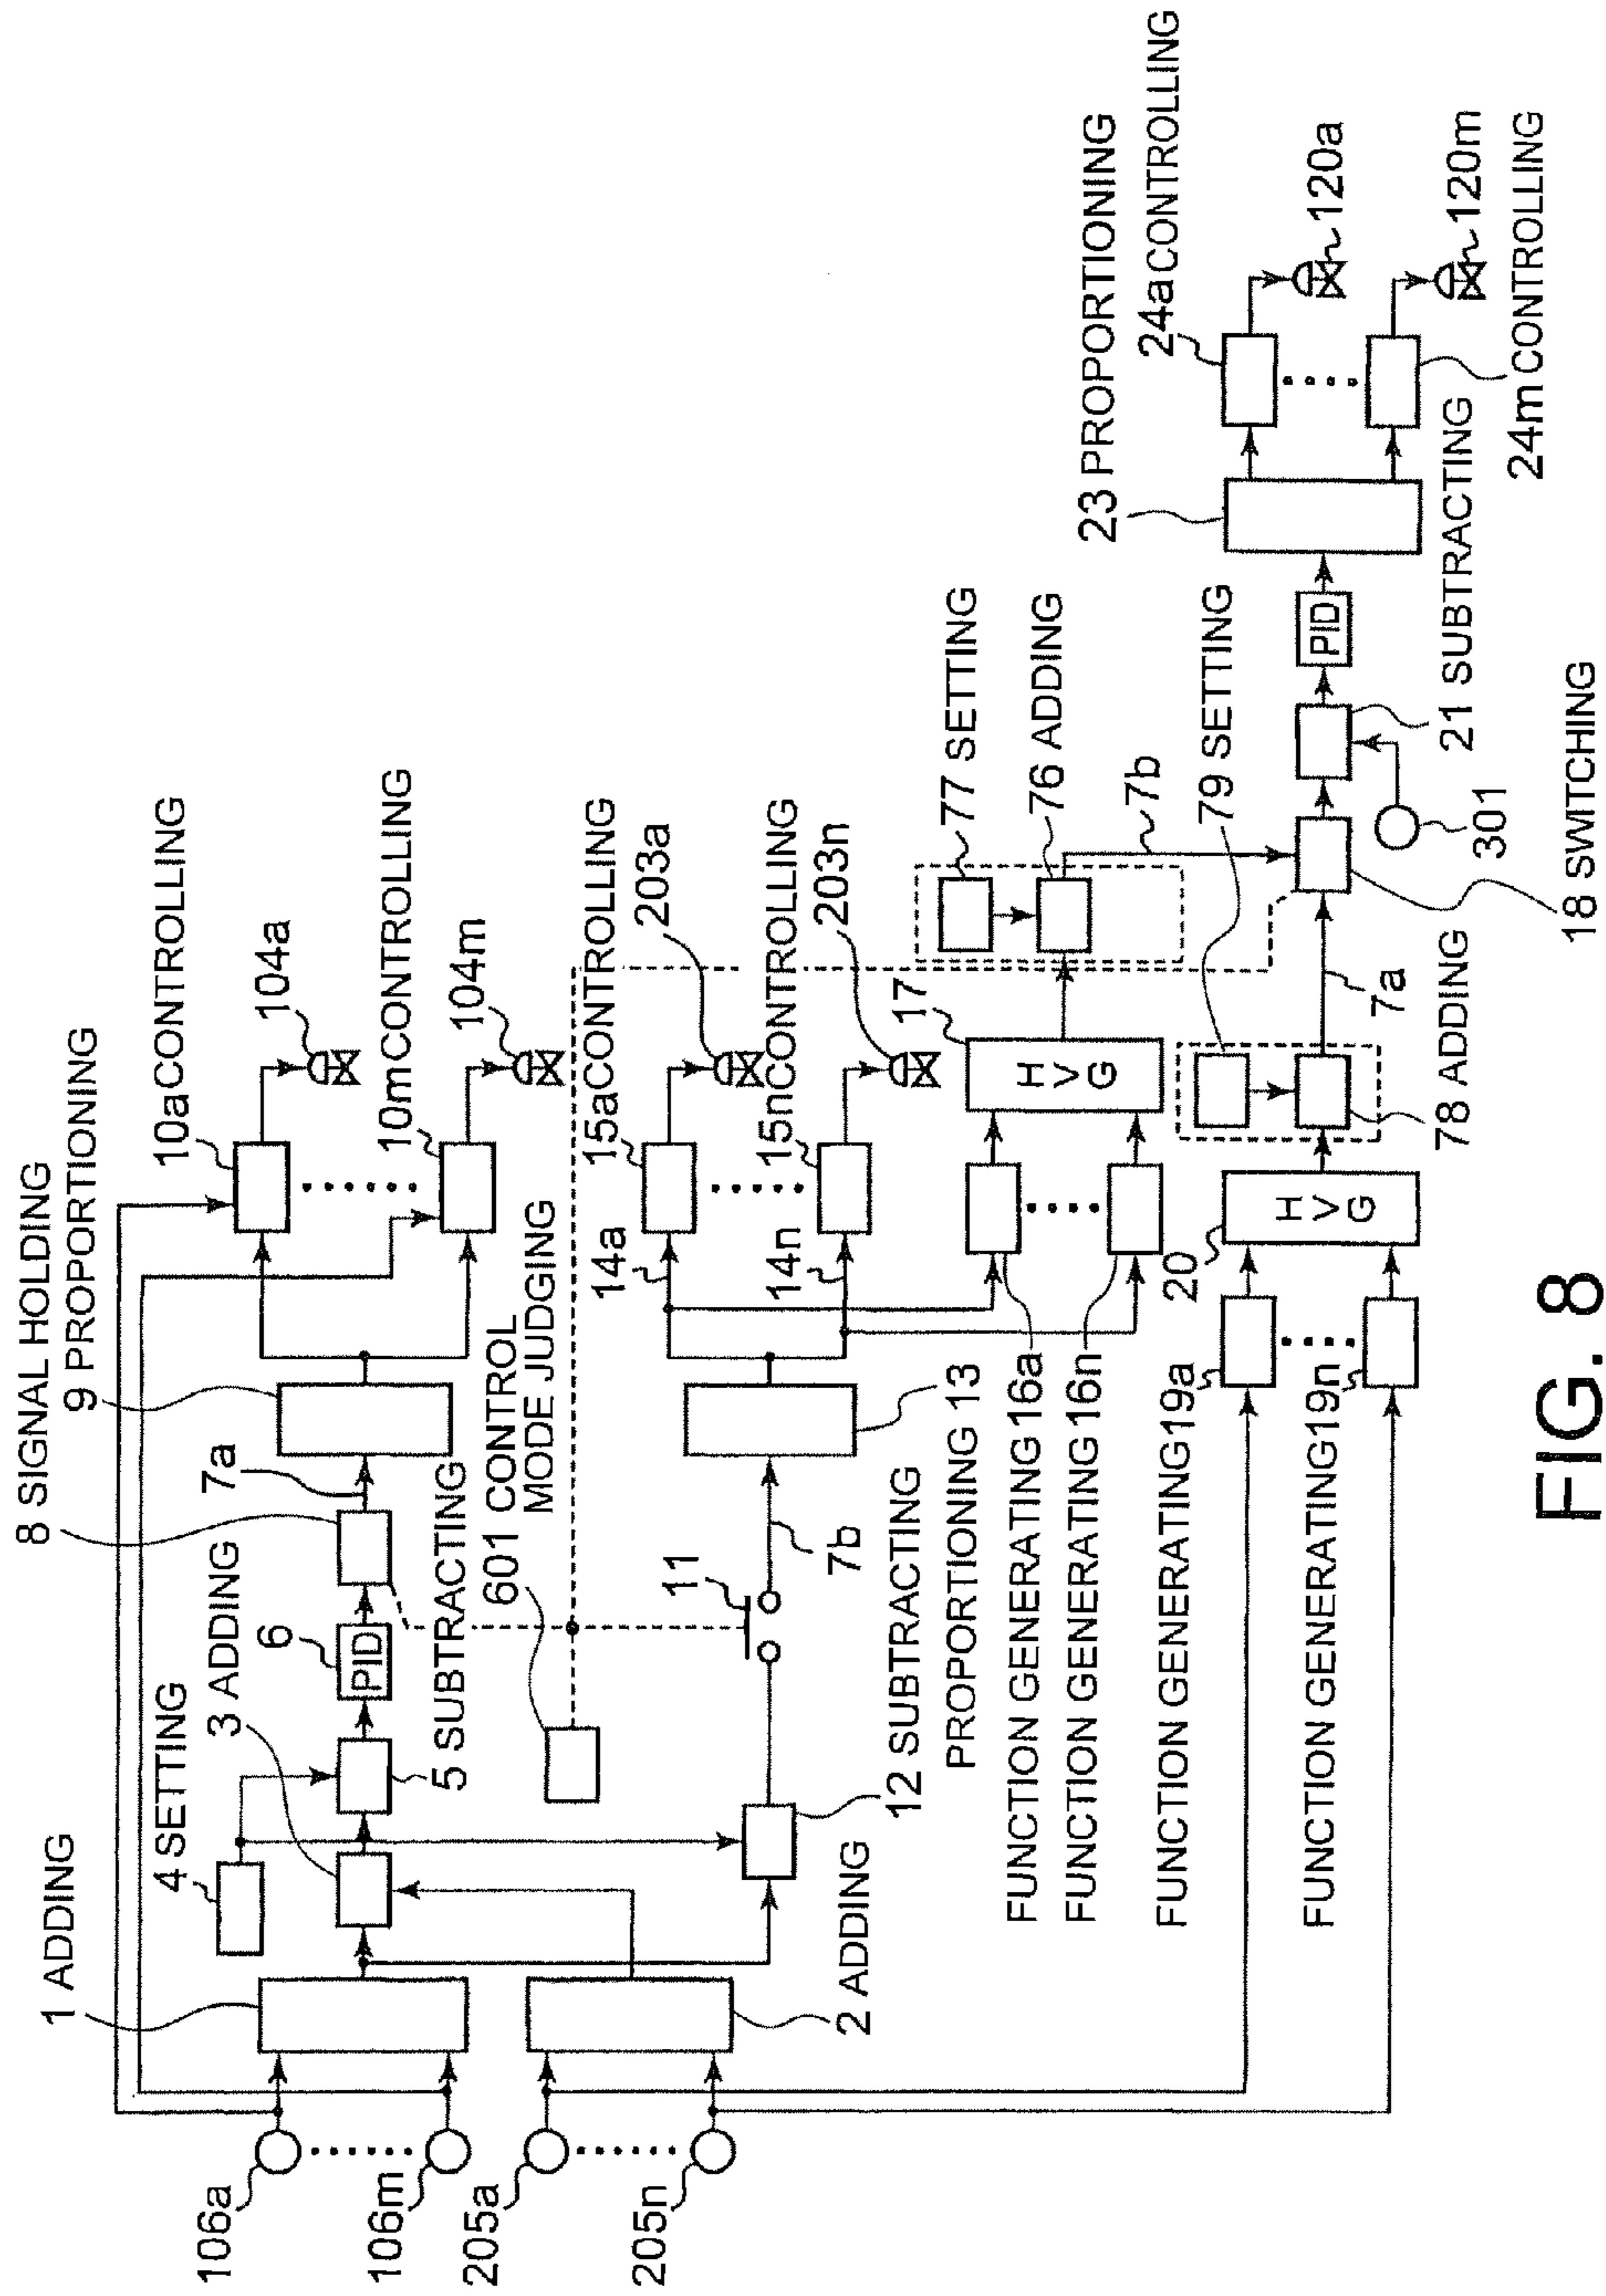 8 SIGNAL HOLDING
9 PROPORTIONING
10a CONTROLLING
104a
10m CONTROLLING
104m
1 ADDING
4 SETTING
3 ADDING
6
PID
7a
5 SUBTRACTING
601 CONTROL
MODE JUDGING
106a
106m
205a
205n
2 ADDING
12 SUBTRACTING
11
7b
PROPORTIONING 13
14a
14n
15a CONTROLLING
203a
15n CONTROLLING
203n
FUNCTION GENERATING 16a
FUNCTION GENERATING 16n
17
HVG
77 SETTING
76 ADDING
7b
FUNCTION GENERATING 19a
FUNCTION GENERATING 19n
20
HVG
79 SETTING
78 ADDING
7a
18 SWITCHING
301
21 SUBTRACTING
PID
23 PROPORTIONING
24a CONTROLLING
120a
24m CONTROLLING
120m
FIG. 8